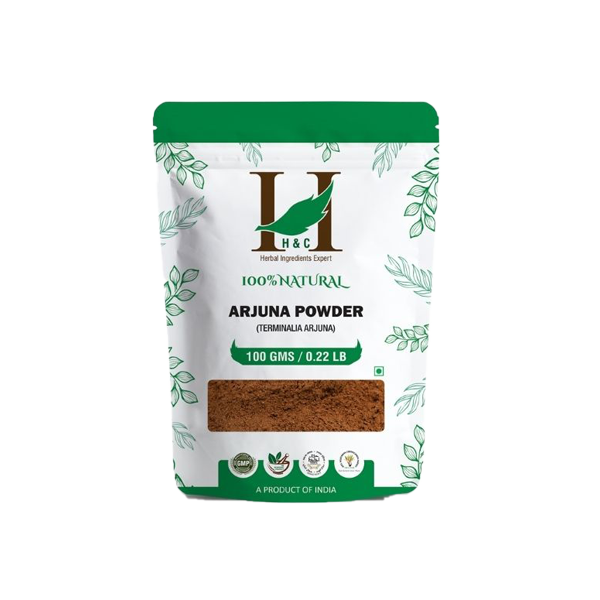 H
H & C
Herbal Ingredients Expert
100% NATURAL
ARJUNA POWDER
(TERMINALIA ARJUNA)
100 GMS / 0.22 LB
GMP
A PRODUCT OF INDIA